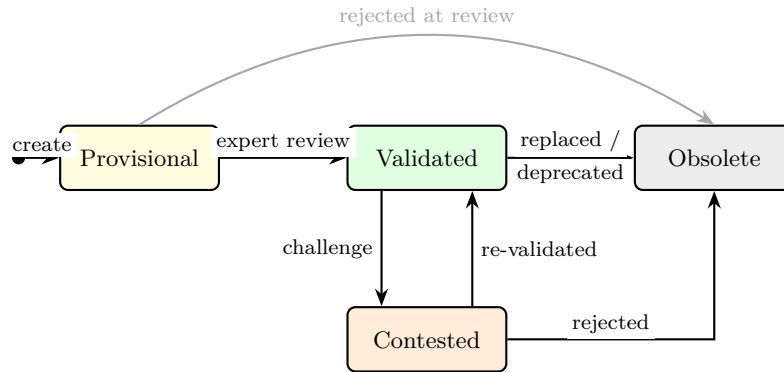 rejected at review
create
Provisional
expert review
Validated
replaced /
deprecated
Obsolete
challenge
re-validated
Contested
rejected